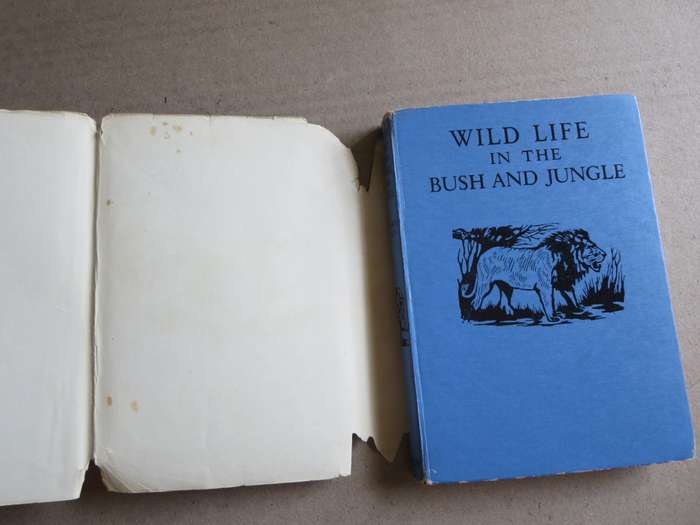 WILD LIFE
IN THE
BUSH AND JUNGLE